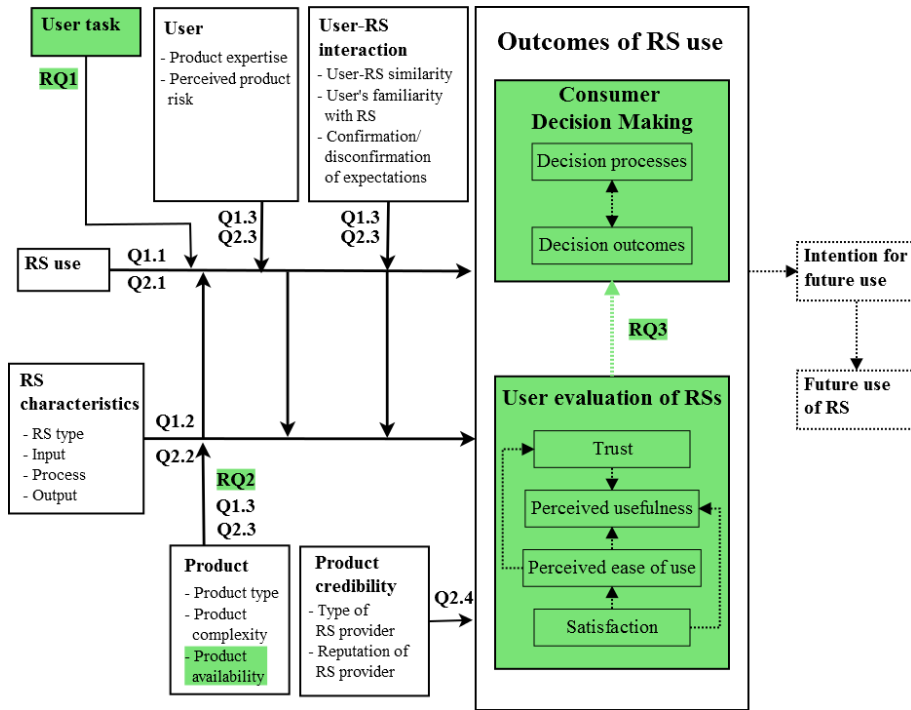 User task
RQ1
User
- Product expertise
- Perceived product
risk
User-RS
interaction
- User-RS similarity
- User's familiarity
with RS
- Confirmation/
disconfirmation
of expectations
Q1.3
Q2.3
Q1.3
Q2.3
RS use
Q1.1
Q2.1
RS
characteristics
- RS type
- Input
- Process
- Output
Q1.2
Q2.2
RQ2
Q1.3
Q2.3
Product
- Product type
- Product
complexity
- Product
availability
Product
credibility
- Type of
RS provider
- Reputation of
RS provider
Q2.4
Outcomes of RS use
Consumer
Decision Making
Decision processes
Decision outcomes
RQ3
User evaluation of RSs
Trust
Perceived usefulness
Perceived ease of use
Satisfaction
Intention for
future use
Future use
of RS